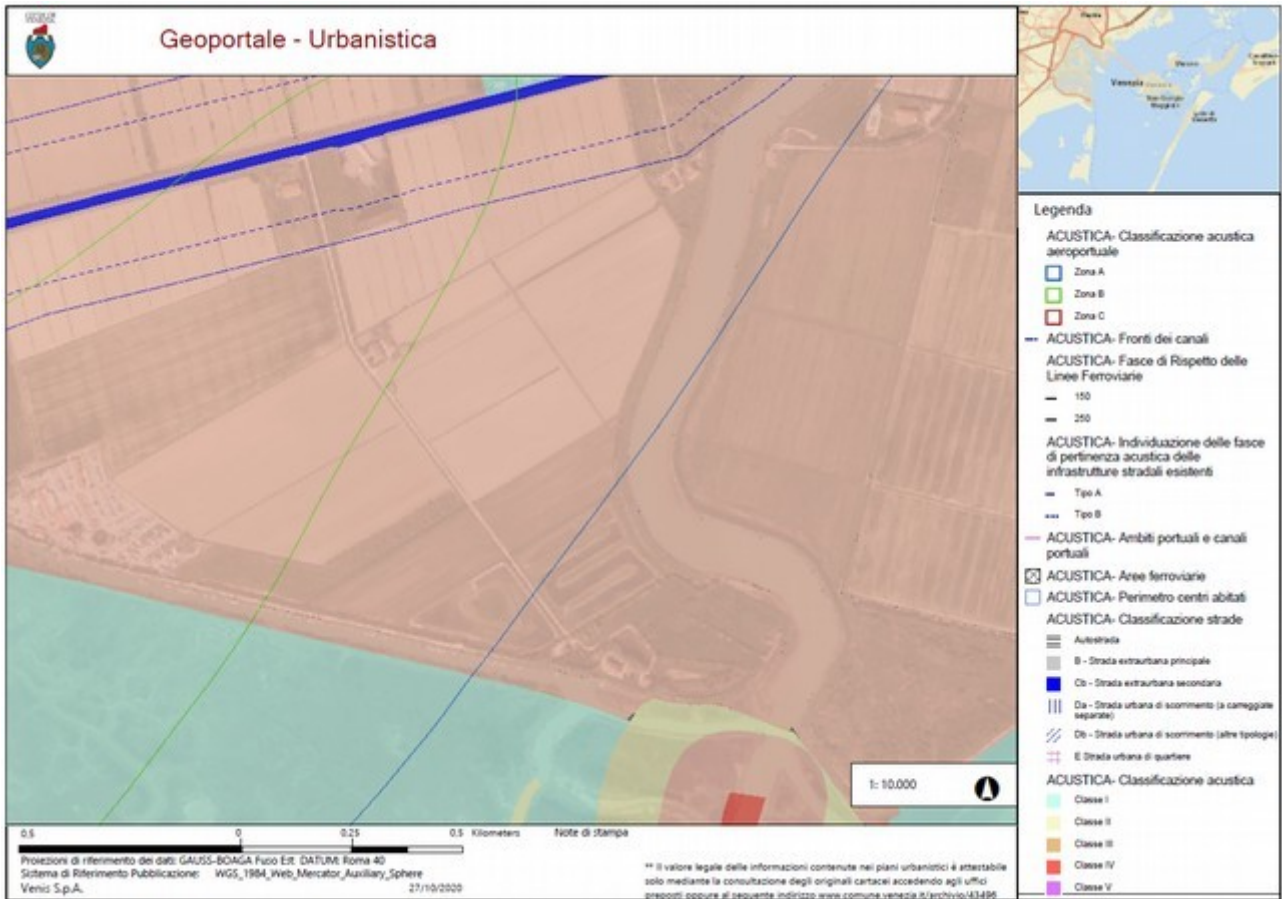 Geoportale - Urbanistica
Venezia
Legenda
ACUSTICA- Classificazione acustica
aeroportuale
Zona A
Zona B
Zona C
ACUSTICA- Fronti dei canali
ACUSTICA- Fasce di Rispetto delle
Linee Ferroviarie
150
250
ACUSTICA- Individuazione delle fasce
di pertinenza acustica delle
infrastrutture stradali esistenti
Tipo A
Tipo B
ACUSTICA- Ambiti portuali e canali
portuali
ACUSTICA- Aree ferroviarie
ACUSTICA- Perimetro centri abitati
ACUSTICA- Classificazione strade
Autostrada
B - Strada extraurbana principale
Cb - Strada extraurbana secondaria
Da - Strada urbana di scorrimento (a carreggiate
separate)
Db - Strada urbana di scorrimento (altre tipologie)
E Strada urbana di quartiere
ACUSTICA- Classificazione acustica
Classe I
Classe II
Classe III
Classe IV
Classe V
1: 10.000
0,5 0 0,25 0,5 Kilometers Note di stampa
Proiezioni di riferimento dei dati: GAUSS-BOAGA Fuso Est DATUM: Roma 40
Sistema di Riferimento Pubblicazione: WGS_1984_Web_Mercator_Auxiliary_Sphere
Venis S.p.A. 27/10/2020
** Il valore legale delle informazioni contenute nei piani urbanistici è attestabile
solo mediante la consultazione degli originali cartacei accedendo agli uffici
preposti oppure al seguente indirizzo www.comune.venezia.it/archivio/43496